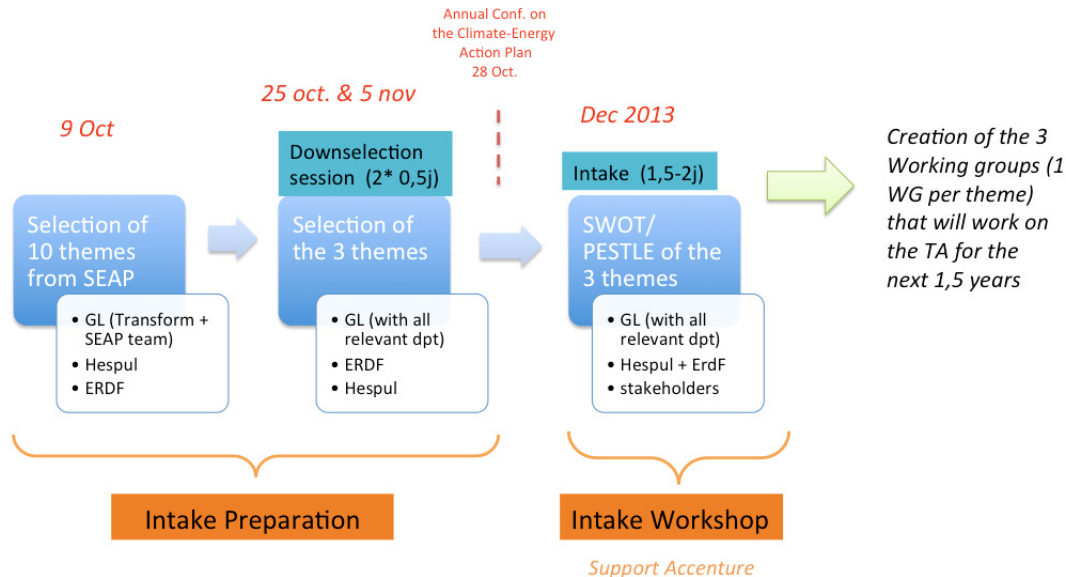 Annual Conf. on
the Climate-Energy
Action Plan
28 Oct.
9 Oct
25 oct. & 5 nov
Dec 2013
Downselection
session (2* 0,5j)
Intake (1,5-2j)
Selection of
10 themes
from SEAP
• GL (Transform +
SEAP team)
• Hespul
• ERDF
Selection of
the 3 themes
• GL (with all
relevant dpt)
• ERDF
• Hespul
SWOT/
PESTLE of the
3 themes
• GL (with all
relevant dpt)
• Hespul + ErdF
• stakeholders
Creation of the 3
Working groups (1
WG per theme)
that will work on
the TA for the
next 1,5 years
Intake Preparation
Intake Workshop
Support Accenture